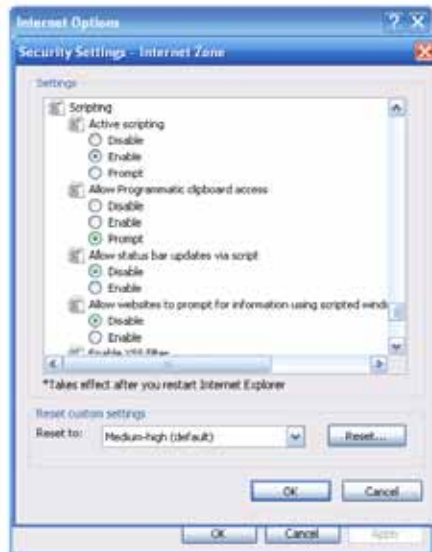 Internet Options
Security Settings - Internet Zone
Settings
Scripting
Active scripting
Disable
Enable
Prompt
Allow Programmatic clipboard access
Disable
Enable
Prompt
Allow status bar updates via script
Disable
Enable
Allow websites to prompt for information using scripted windo
Disable
Enable
Enable XSS filter
*Takes effect after you restart Internet Explorer
Reset custom settings
Reset to: Medium-high (default) Reset...
OK Cancel
OK Cancel Apply